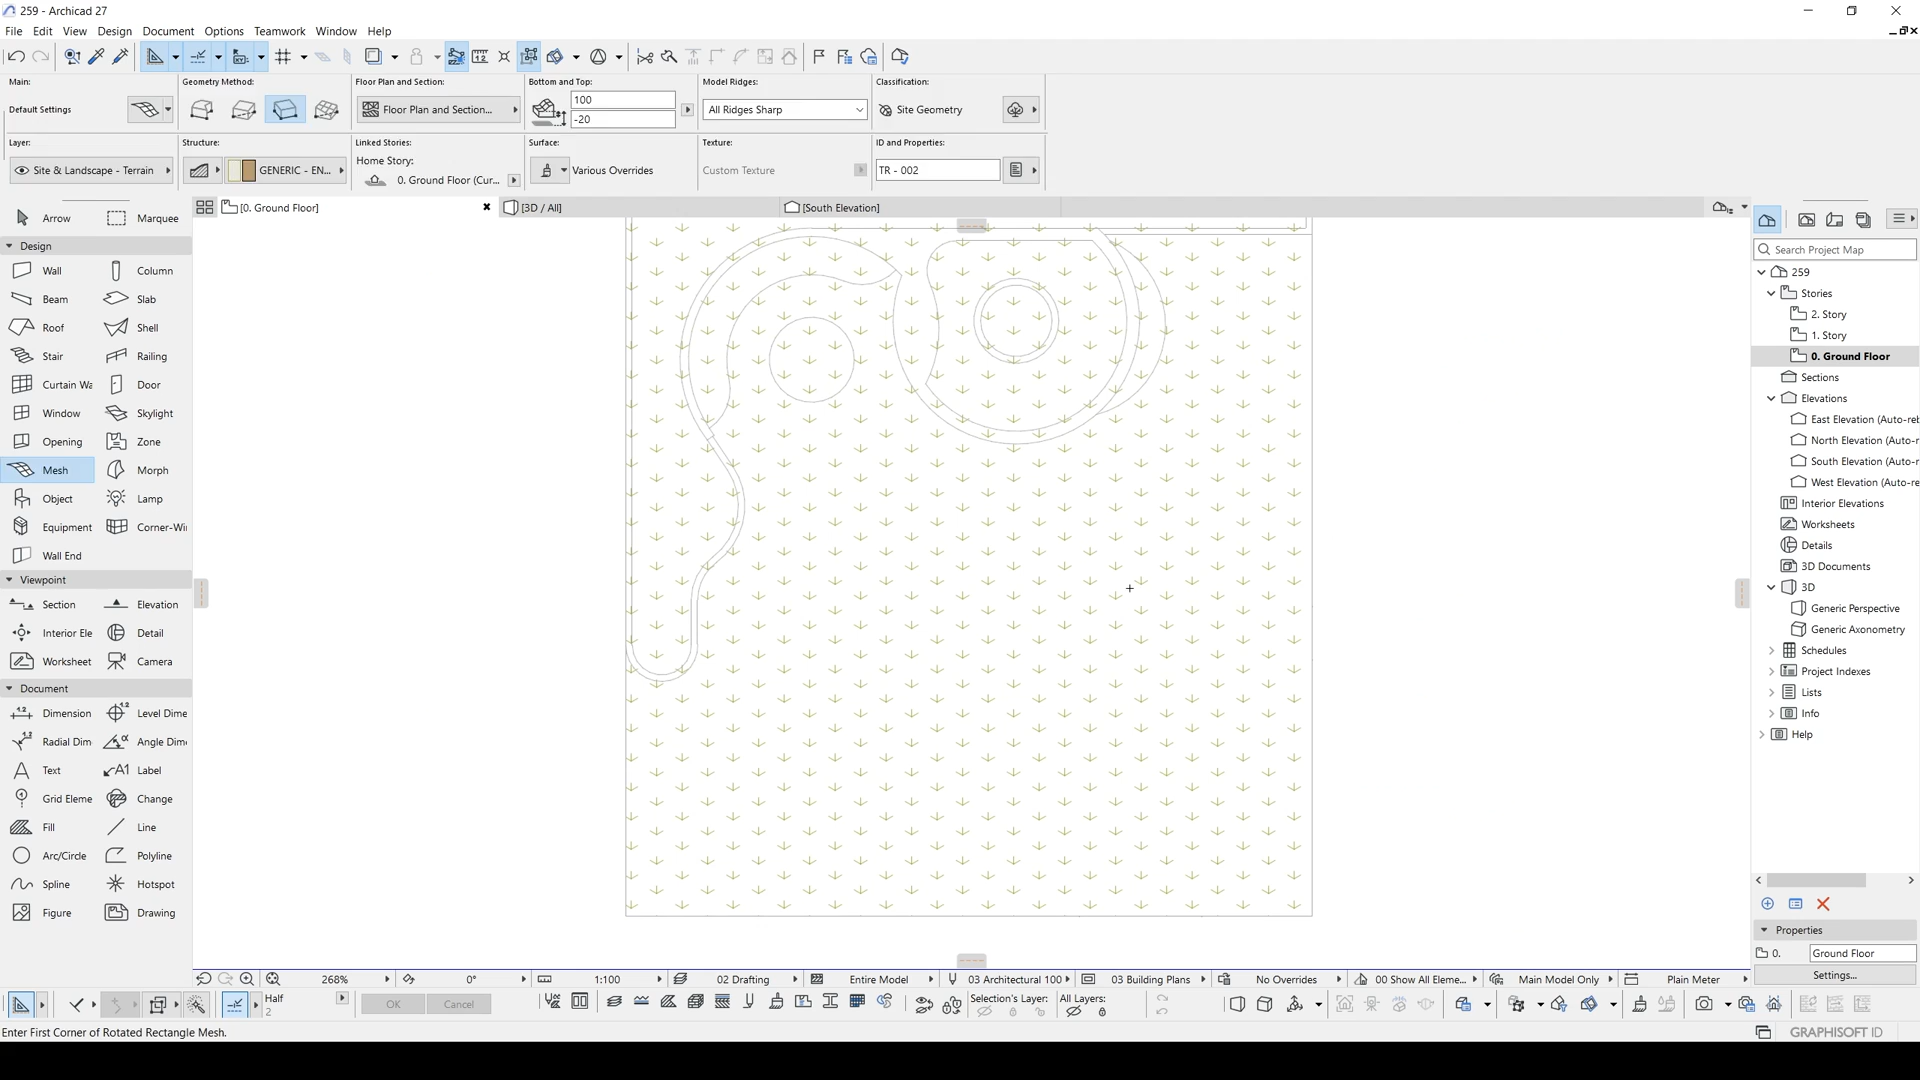 259 - Archicad 27
File Edit View Design Document Options Teamwork Window Help
Main: Geometry Method: Floor Plan and Section: Bottom and Top: Model Ridges: Classification:
Default Settings Floor Plan and Section... 100 All Ridges Sharp Site Geometry
-20
Layer: Structure: Linked Stories: Surface: Texture: ID and Properties:
Home Story:
Site & Landscape - Terrain GENERIC - EN... 0. Ground Floor (Cur... Various Overrides Custom Texture TR - 002
[0. Ground Floor] [3D / All] [South Elevation]
Arrow Marquee
Design
Wall Column
Beam Slab
Roof Shell
Stair Railing
Curtain Wa Door
Window Skylight
Opening Zone
Mesh Morph
Object Lamp
Equipment Corner-Wi
Wall End
Viewpoint
Section Elevation
Interior Ele Detail
Worksheet Camera
Document
Dimension Level Dime
Radial Dim Angle Dim
Text Label
Grid Eleme Change
Fill Line
Arc/Circle Polyline
Spline Hotspot
Figure Drawing
Search Project Map
259
Stories
2. Story
1. Story
0. Ground Floor
Sections
Elevations
East Elevation (Auto-reb
North Elevation (Auto-r
South Elevation (Auto-r
West Elevation (Auto-re
Interior Elevations
Worksheets
Details
3D Documents
3D
Generic Perspective
Generic Axonometry
Schedules
Project Indexes
Lists
Info
Help
Properties
0. Ground Floor
Settings...
268% 0° 1:100 02 Drafting Entire Model 03 Architectural 100 03 Building Plans No Overrides 00 Show All Eleme... Main Model Only Plain Meter
Half
2
OK Cancel
Selection's Layer: All Layers:
Enter First Corner of Rotated Rectangle Mesh.
GRAPHISOFT ID